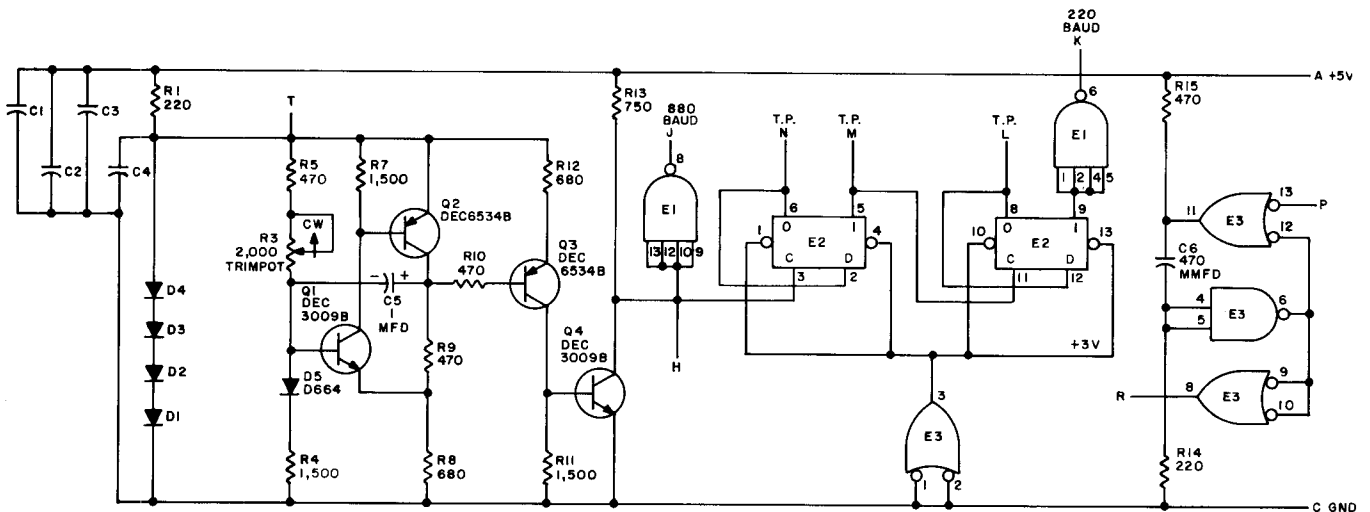 220
BAUD
K
6
A +5V
C1
C2
C3
C4
R1
220
T
R5
470
R7
1,500
Q2
DEC6534B
R12
680
R3
2,000
TRIMPOT
CW
- +
C5
1
MFD
R10
470
Q3
DEC
6534B
Q1
DEC
3009B
D4
D3
D2
D1
D5
D664
R9
470
Q4
DEC
3009B
R4
1,500
R8
680
R11
1,500
R13
750
880
BAUD
J
8
E1
13 12 10 9
H
T.P.
N
T.P.
M
6 5
1 0 1 4
E2
C D
3 2
T.P.
L
E1
1 2 4 5
8 9
10 0 1 13
E2
C D
11 12
+3V
3
E3
1 2
R15
470
11 E3 13 P
12
C6
470
MMFD
4
5
E3
6
R 8 E3 9
10
R14
220
C GND